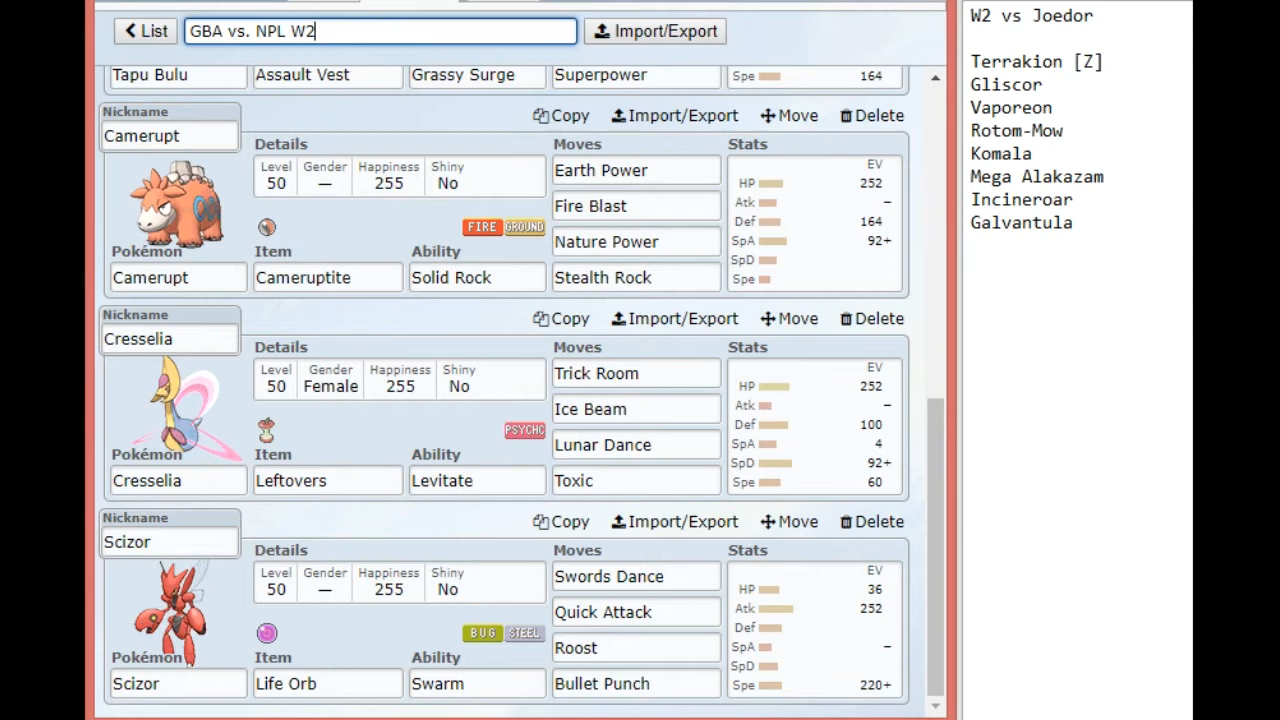 List
GBA vs. NPL W2
Import/Export
Tapu Bulu Assault Vest Grassy Surge Superpower Spe 164
Nickname
Camerupt
Copy Import/Export Move Delete
Details Moves Stats
Level Gender Happiness Shiny
50 — 255 No
Earth Power
Fire Blast
Nature Power
Stealth Rock
EV
HP 252
Atk –
Def 164
SpA 92+
SpD
Spe
FIRE GROUND
Pokémon Item Ability
Camerupt Cameruptite Solid Rock
Nickname
Cresselia
Copy Import/Export Move Delete
Details Moves Stats
Level Gender Happiness Shiny
50 Female 255 No
Trick Room
Ice Beam
Lunar Dance
Toxic
EV
HP 252
Atk –
Def 100
SpA 4
SpD 92+
Spe 60
PSYCHC
Pokémon Item Ability
Cresselia Leftovers Levitate
Nickname
Scizor
Copy Import/Export Move Delete
Details Moves Stats
Level Gender Happiness Shiny
50 — 255 No
Swords Dance
Quick Attack
Roost
Bullet Punch
EV
HP 36
Atk 252
Def
SpA –
SpD
Spe 220+
BUG STEEL
Pokémon Item Ability
Scizor Life Orb Swarm
W2 vs Joedor
Terrakion [Z]
Gliscor
Vaporeon
Rotom-Mow
Komala
Mega Alakazam
Incineroar
Galvantula